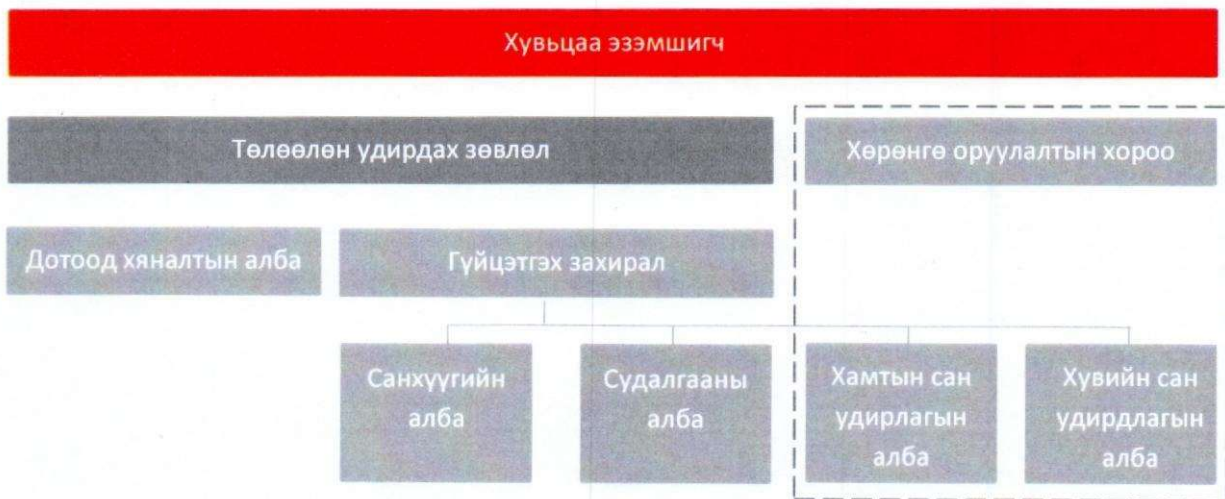 Хувьцаа эзэмшигч
Төлөөлөн удирдах зөвлөл
Хөрөнгө оруулалтын хороо
Дотоод хяналтын алба
Гүйцэтгэх захирал
Санхүүгийн
алба
Судалгааны
алба
Хамтын сан
удирлагын
алба
Хувийн сан
удирдлагын
алба